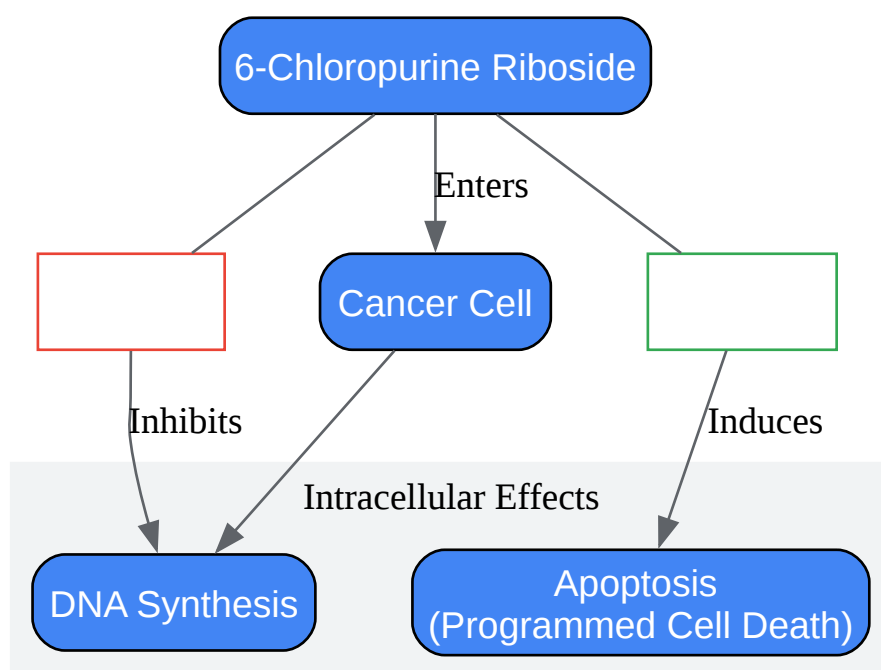 6-Chloropurine Riboside
Enters
Cancer Cell
Inhibits
Induces
Intracellular Effects
DNA Synthesis
Apoptosis
(Programmed Cell Death)